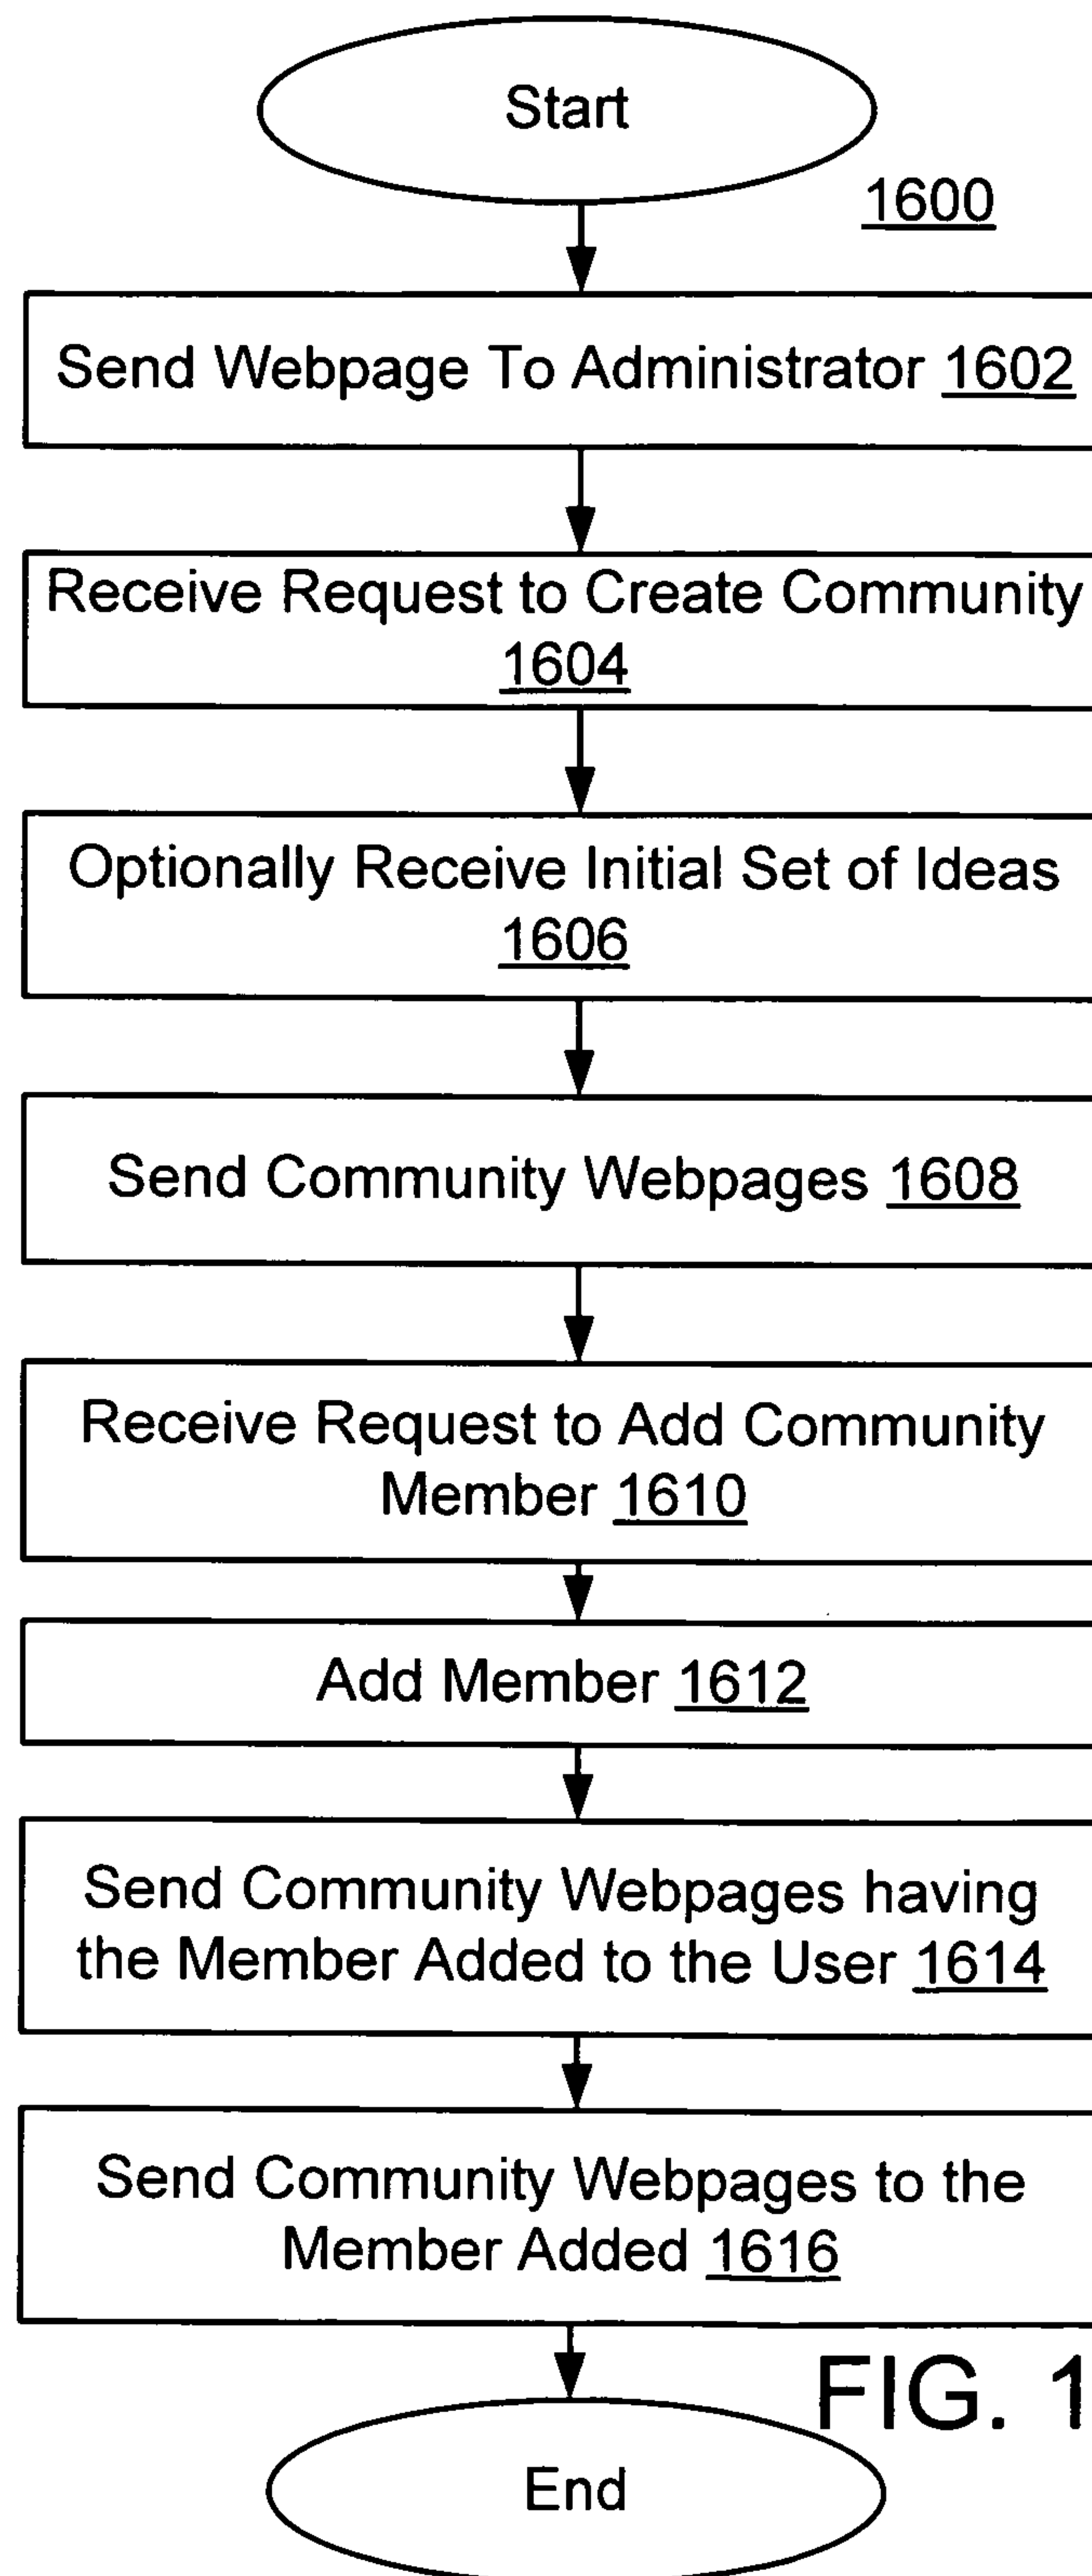 Start
1600
Send Webpage To Administrator 1602
Receive Request to Create Community
1604
Optionally Receive Initial Set of Ideas
1606
Send Community Webpages 1608
Receive Request to Add Community
Member 1610
Add Member 1612
Send Community Webpages having
the Member Added to the User 1614
Send Community Webpages to the
Member Added 1616
FIG. 1
End